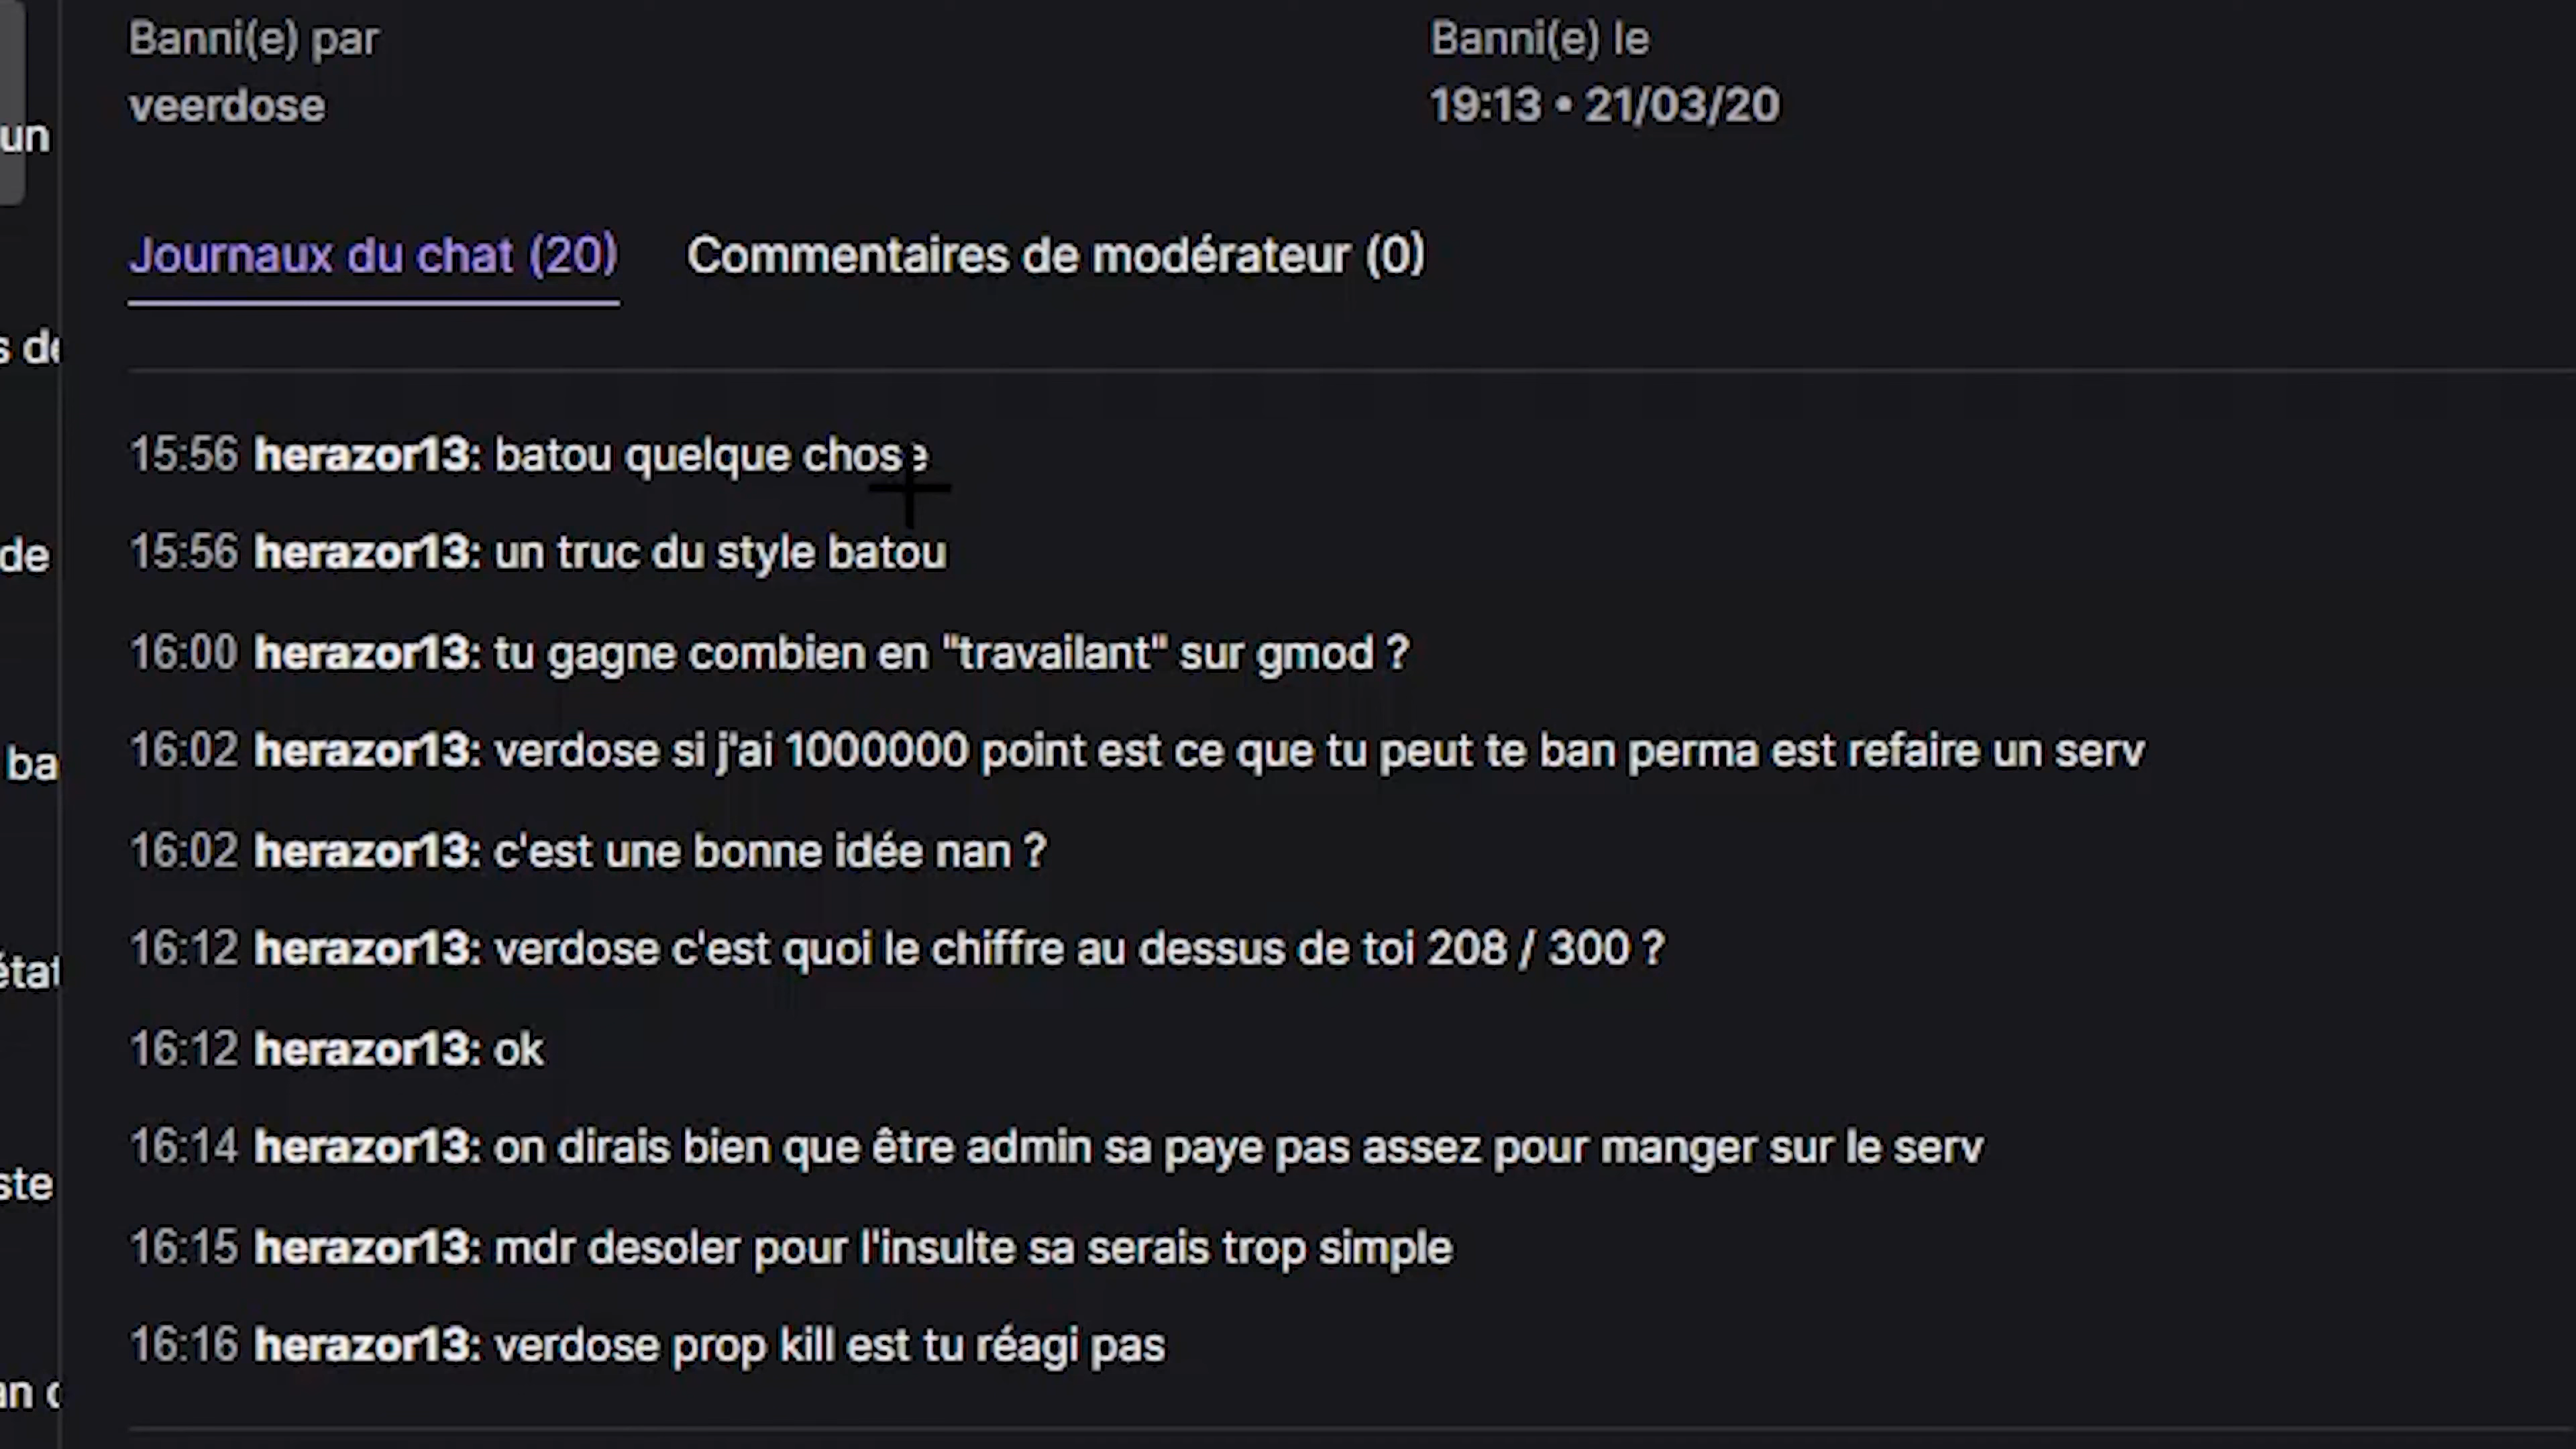 Banni(e) par
Banni(e) le
veerdose
19:13 • 21/03/20
un
Journaux du chat (20)
Commentaires de modérateur (0)
15:56 herazor13: batou quelque chose
15:56 herazor13: un truc du style batou
de
16:00 herazor13: tu gagne combien en "travailant" sur gmod ?
16:02 herazor13: verdose si j'ai 1000000 point est ce que tu peut te ban perma est refaire un serv
ba
16:02 herazor13: c'est une bonne idée nan ?
16:12 herazor13: verdose c'est quoi le chiffre au dessus de toi 208 / 300 ?
état
16:12 herazor13: ok
16:14 herazor13: on dirais bien que être admin sa paye pas assez pour manger sur le serv
ste
16:15 herazor13: mdr desoler pour l'insulte sa serais trop simple
16:16 herazor13: verdose prop kill est tu réagi pas